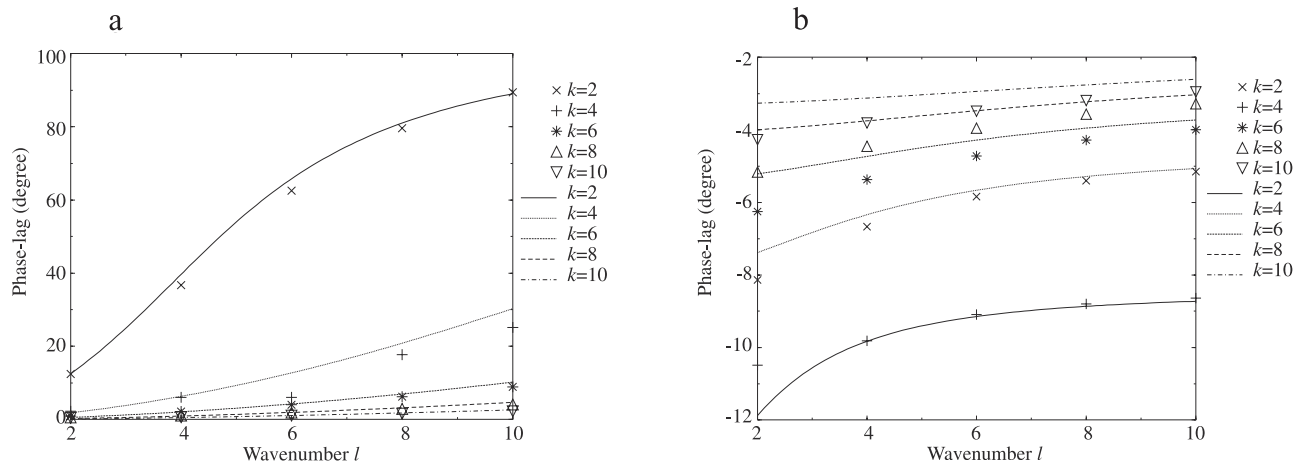 a
100
80
60
40
20
0
Phase-lag (degree)
2 4 6 8 10
Wavenumber l
k=2
k=4
k=6
k=8
k=10
k=2
k=4
k=6
k=8
k=10
b
-2
-4
-6
-8
-10
-12
Phase-lag (degree)
2 4 6 8 10
Wavenumber l
k=2
k=4
k=6
k=8
k=10
k=2
k=4
k=6
k=8
k=10